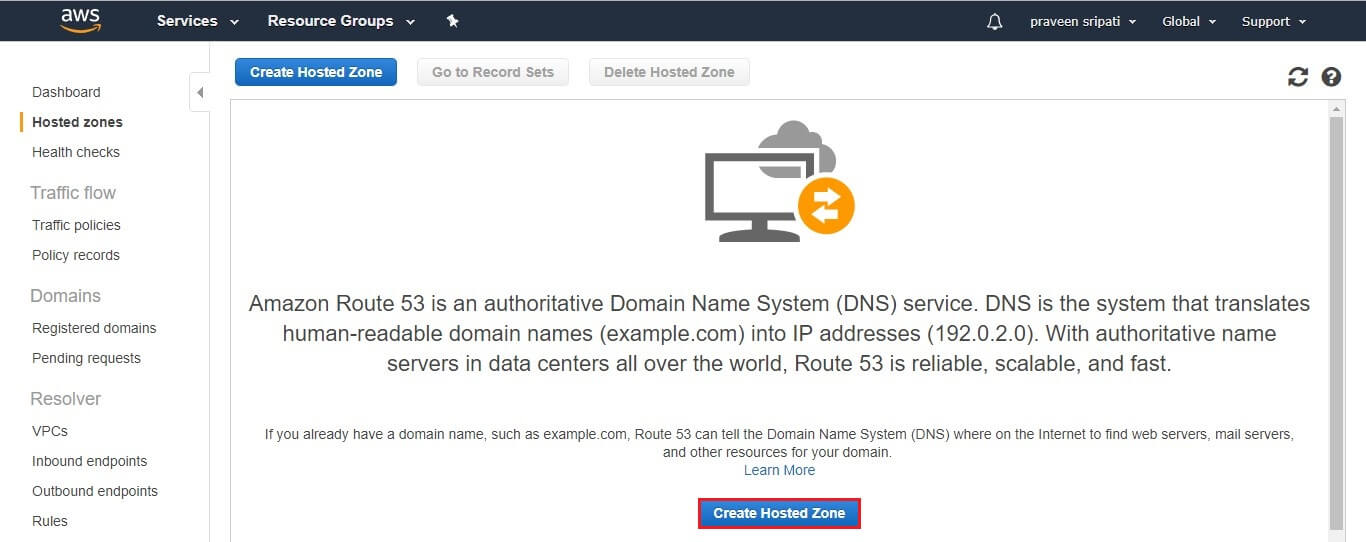 aws Services Resource Groups praveen sripati Global Support
Create Hosted Zone Go to Record Sets Delete Hosted Zone
Dashboard
Hosted zones
Health checks
Traffic flow
Traffic policies
Policy records
Domains
Registered domains
Pending requests
Resolver
VPCs
Inbound endpoints
Outbound endpoints
Rules
Amazon Route 53 is an authoritative Domain Name System (DNS) service. DNS is the system that translates
human-readable domain names (example.com) into IP addresses (192.0.2.0). With authoritative name
servers in data centers all over the world, Route 53 is reliable, scalable, and fast.
If you already have a domain name, such as example.com, Route 53 can tell the Domain Name System (DNS) where on the Internet to find web servers, mail servers,
and other resources for your domain.
Learn More
Create Hosted Zone